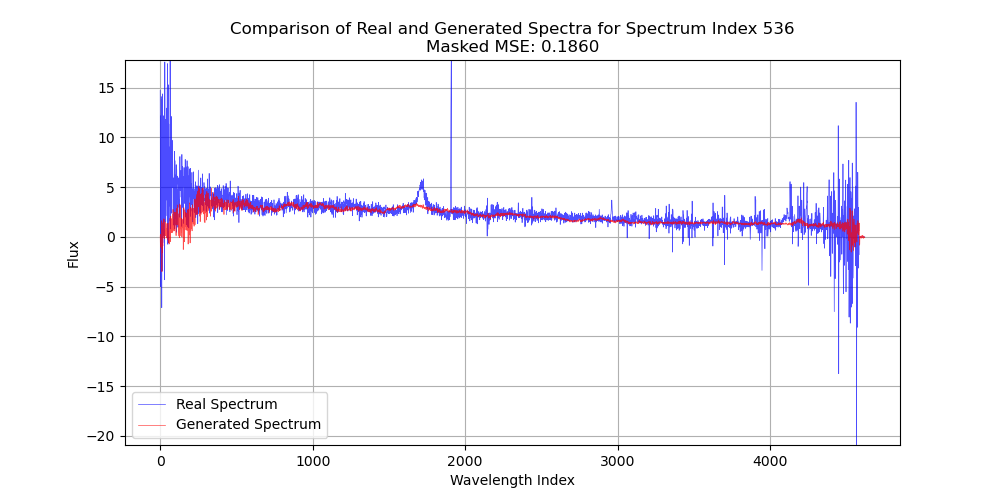 Comparison of Real and Generated Spectra for Spectrum Index 536
Masked MSE: 0.1860
Flux
15
10
5
0
−5
−10
−15
−20
Real Spectrum
Generated Spectrum
0
1000
2000
3000
4000
Wavelength Index